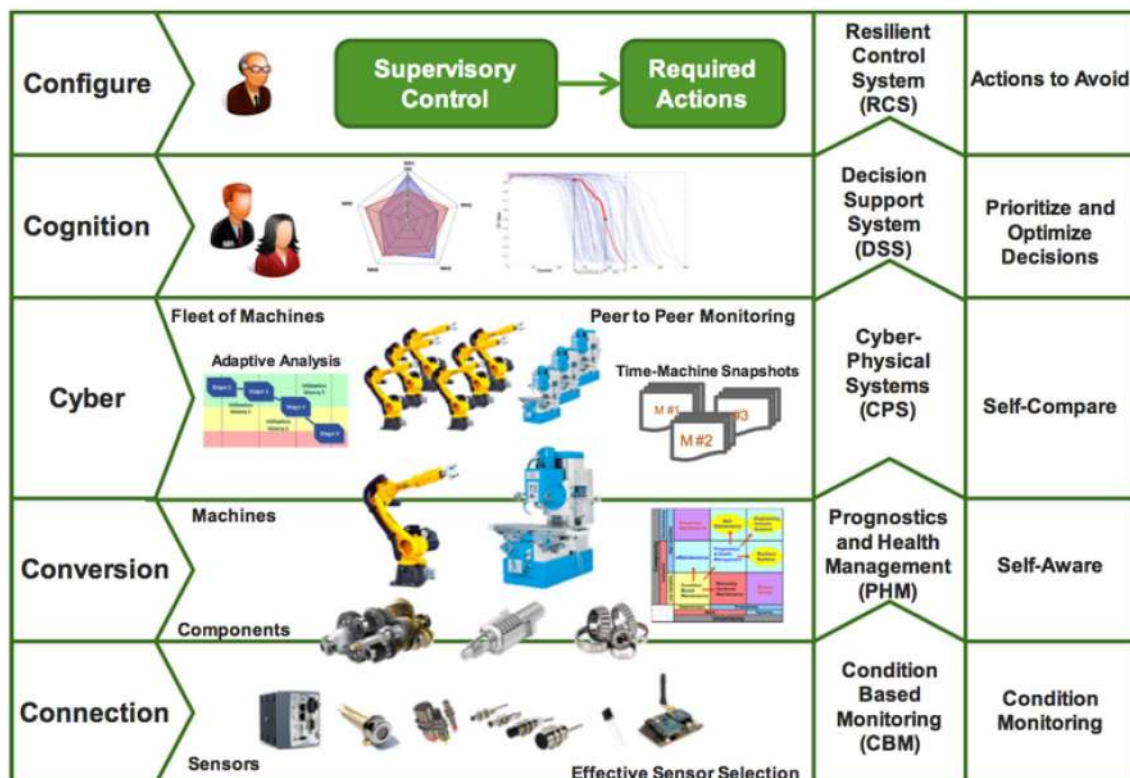 Configure
Supervisory
Control
Required
Actions
Resilient
Control
System
(RCS)
Actions to Avoid
Cognition
Decision
Support
System
(DSS)
Prioritize and
Optimize
Decisions
Cyber
Fleet of Machines
Peer to Peer Monitoring
Adaptive Analysis
Time-Machine Snapshots
M #1
#3
M #2
Cyber-
Physical
Systems
(CPS)
Self-Compare
Conversion
Machines
Components
Prognostics
and Health
Management
(PHM)
Self-Aware
Connection
Sensors
Effective Sensor Selection
Condition
Based
Monitoring
(CBM)
Condition
Monitoring